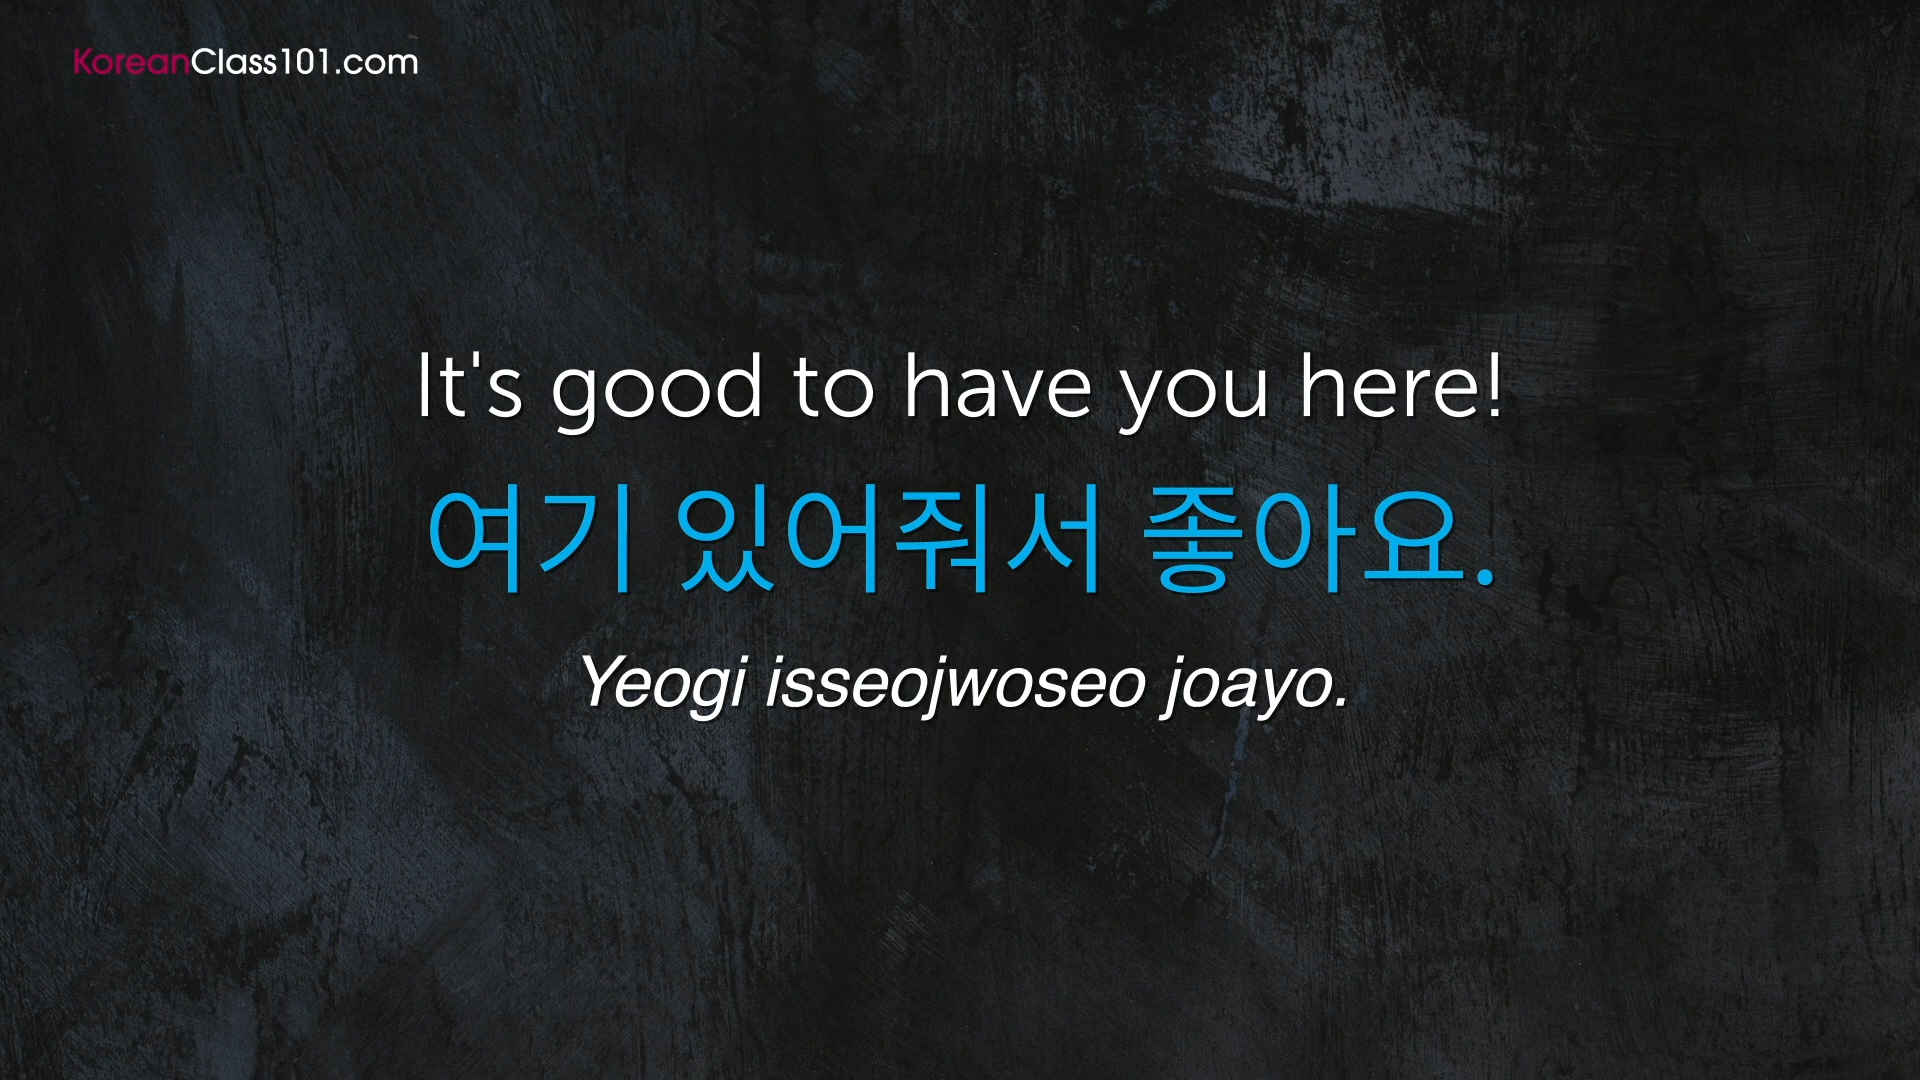 KoreanClass101.com
It's good to have you here!
여기 있어줘서 좋아요.
Yeogi isseojwoseo joayo.